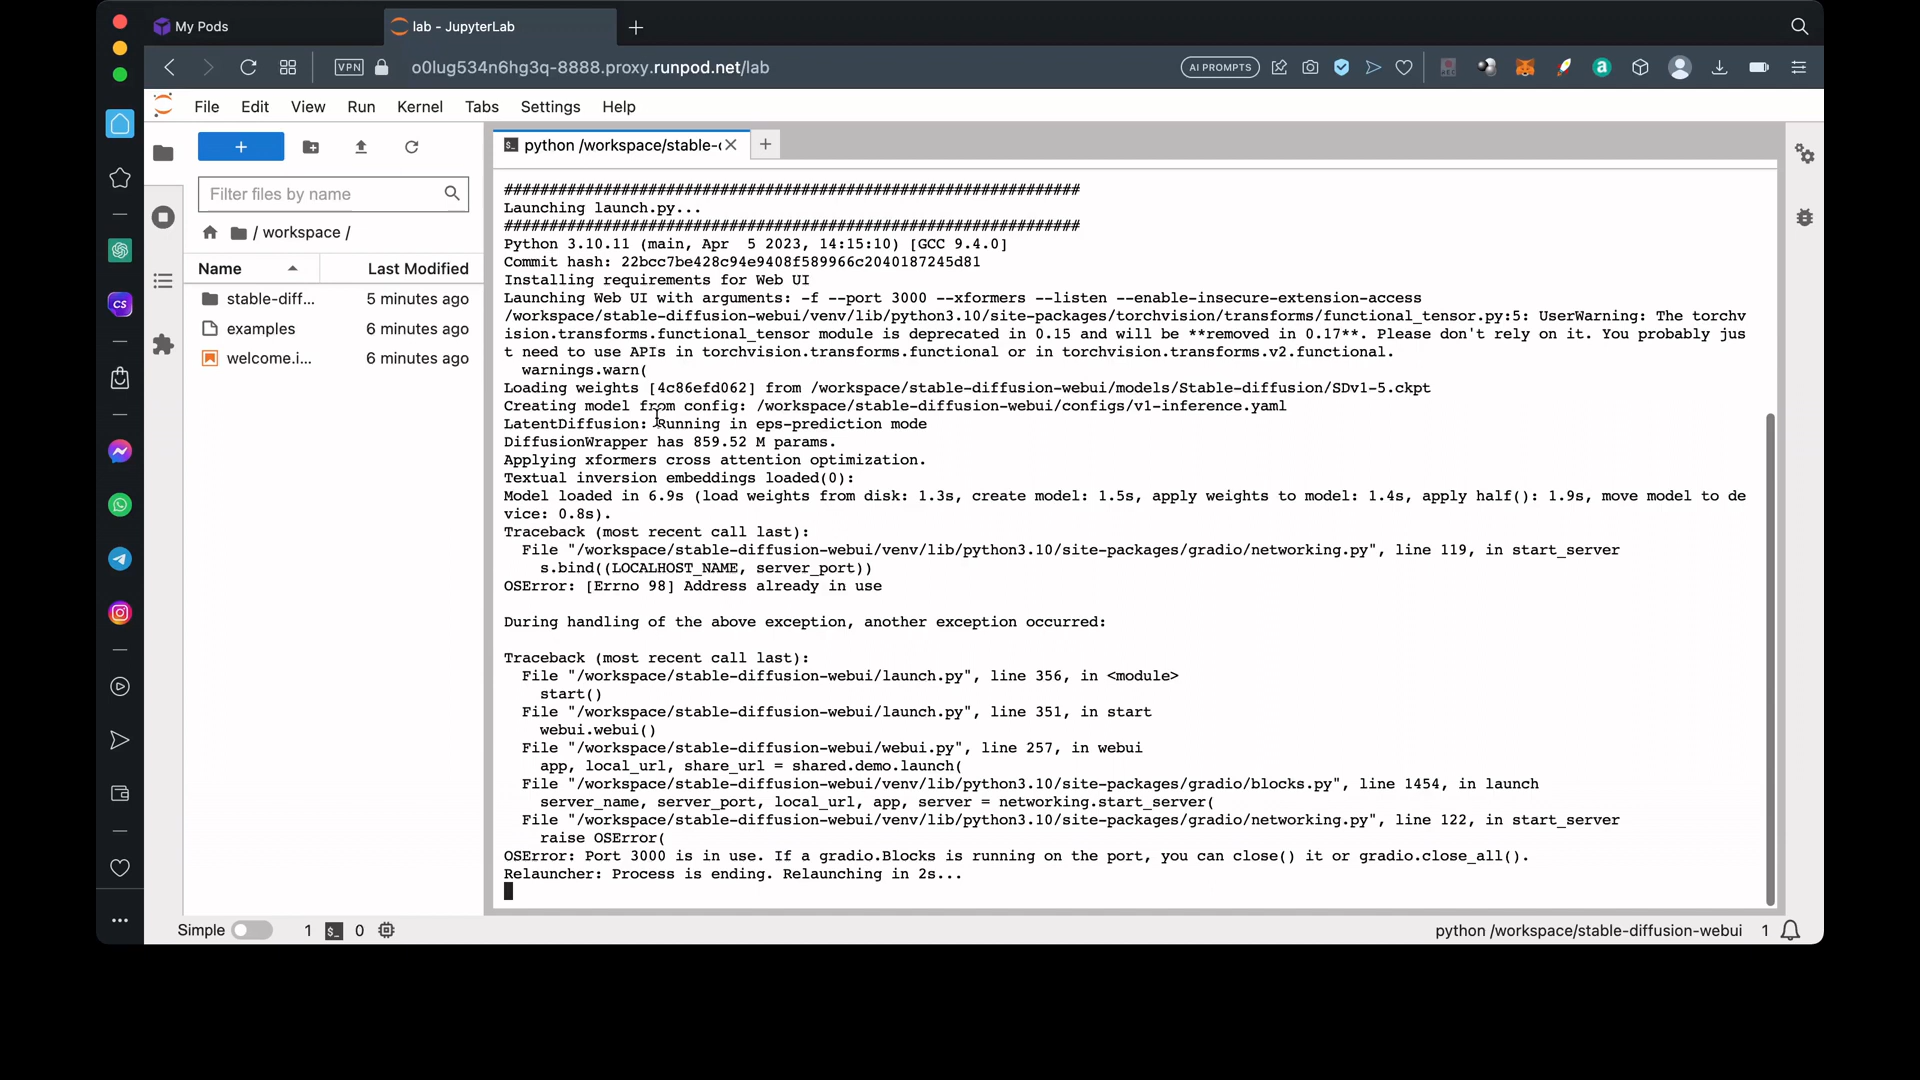 My Pods
lab - JupyterLab
VPN
o0lug534n6hg3q-8888.proxy.runpod.net/lab
AI PROMPTS
File Edit View Run Kernel Tabs Settings Help
python /workspace/stable-
Filter files by name
/ workspace /
Name Last Modified
stable-diff... 5 minutes ago
examples 6 minutes ago
welcome.i... 6 minutes ago
CS
################################################################
Launching launch.py...
################################################################
Python 3.10.11 (main, Apr  5 2023, 14:15:10) [GCC 9.4.0]
Commit hash: 22bcc7be428c94e9408f589966c2040187245d81
Installing requirements for Web UI
Launching Web UI with arguments: -f --port 3000 --xformers --listen --enable-insecure-extension-access
/workspace/stable-diffusion-webui/venv/lib/python3.10/site-packages/torchvision/transforms/functional_tensor.py:5: UserWarning: The torchv
ision.transforms.functional_tensor module is deprecated in 0.15 and will be **removed in 0.17**. Please don't rely on it. You probably jus
t need to use APIs in torchvision.transforms.functional or in torchvision.transforms.v2.functional.
  warnings.warn(
Loading weights [4c86efd062] from /workspace/stable-diffusion-webui/models/Stable-diffusion/SDv1-5.ckpt
Creating model from config: /workspace/stable-diffusion-webui/configs/v1-inference.yaml
LatentDiffusion: Running in eps-prediction mode
DiffusionWrapper has 859.52 M params.
Applying xformers cross attention optimization.
Textual inversion embeddings loaded(0):
Model loaded in 6.9s (load weights from disk: 1.3s, create model: 1.5s, apply weights to model: 1.4s, apply half(): 1.9s, move model to de
vice: 0.8s).
Traceback (most recent call last):
  File "/workspace/stable-diffusion-webui/venv/lib/python3.10/site-packages/gradio/networking.py", line 119, in start_server
    s.bind((LOCALHOST_NAME, server_port))
OSError: [Errno 98] Address already in use
During handling of the above exception, another exception occurred:
Traceback (most recent call last):
  File "/workspace/stable-diffusion-webui/launch.py", line 356, in <module>
    start()
  File "/workspace/stable-diffusion-webui/launch.py", line 351, in start
    webui.webui()
  File "/workspace/stable-diffusion-webui/webui.py", line 257, in webui
    app, local_url, share_url = shared.demo.launch(
  File "/workspace/stable-diffusion-webui/venv/lib/python3.10/site-packages/gradio/blocks.py", line 1454, in launch
    server_name, server_port, local_url, app, server = networking.start_server(
  File "/workspace/stable-diffusion-webui/venv/lib/python3.10/site-packages/gradio/networking.py", line 122, in start_server
    raise OSError(
OSError: Port 3000 is in use. If a gradio.Blocks is running on the port, you can close() it or gradio.close_all().
Relauncher: Process is ending. Relaunching in 2s...
Simple 1 0
python /workspace/stable-diffusion-webui 1